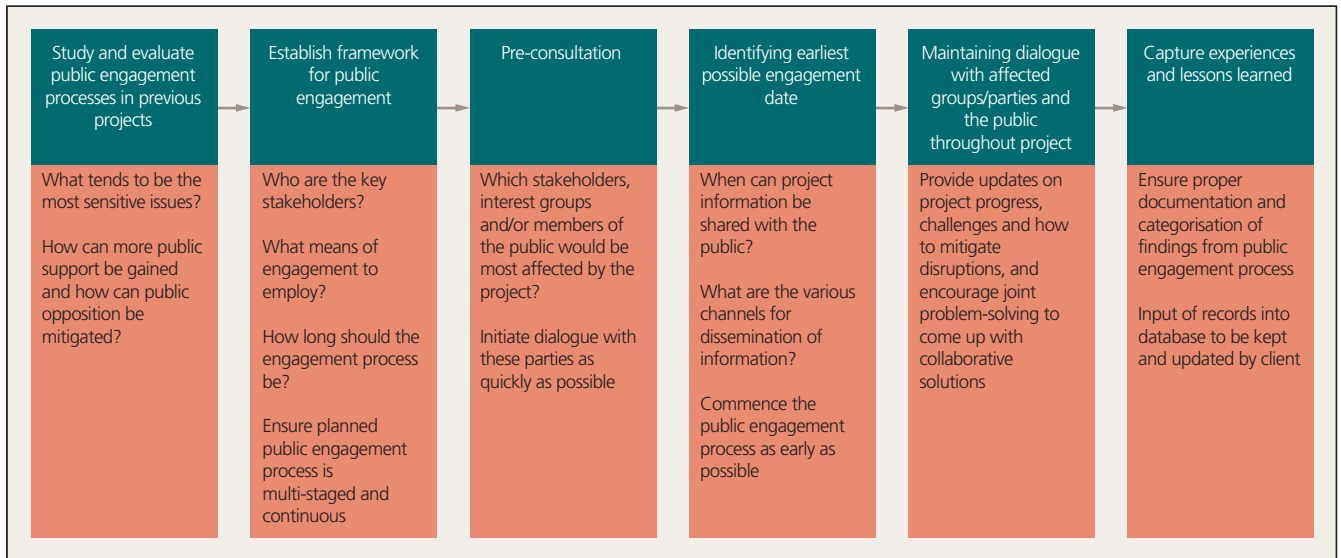 Study and evaluate
public engagement
processes in previous
projects
What tends to be the
most sensitive issues?
How can more public
support be gained
and how can public
opposition be
mitigated?
Establish framework
for public
engagement
Who are the key
stakeholders?
What means of
engagement to
employ?
How long should the
engagement process
be?
Ensure planned
public engagement
process is
multi-staged and
continuous
Pre-consultation
Which stakeholders,
interest groups
and/or members of
the public would be
most affected by the
project?
Initiate dialogue with
these parties as
quickly as possible
Identifying earliest
possible engagement
date
When can project
information be
shared with the
public?
What are the various
channels for
dissemination of
information?
Commence the
public engagement
process as early as
possible
Maintaining dialogue
with affected
groups/parties and
the public
throughout project
Provide updates on
project progress,
challenges and how
to mitigate
disruptions, and
encourage joint
problem-solving to
come up with
collaborative
solutions
Capture experiences
and lessons learned
Ensure proper
documentation and
categorisation of
findings from public
engagement process
Input of records into
database to be kept
and updated by client